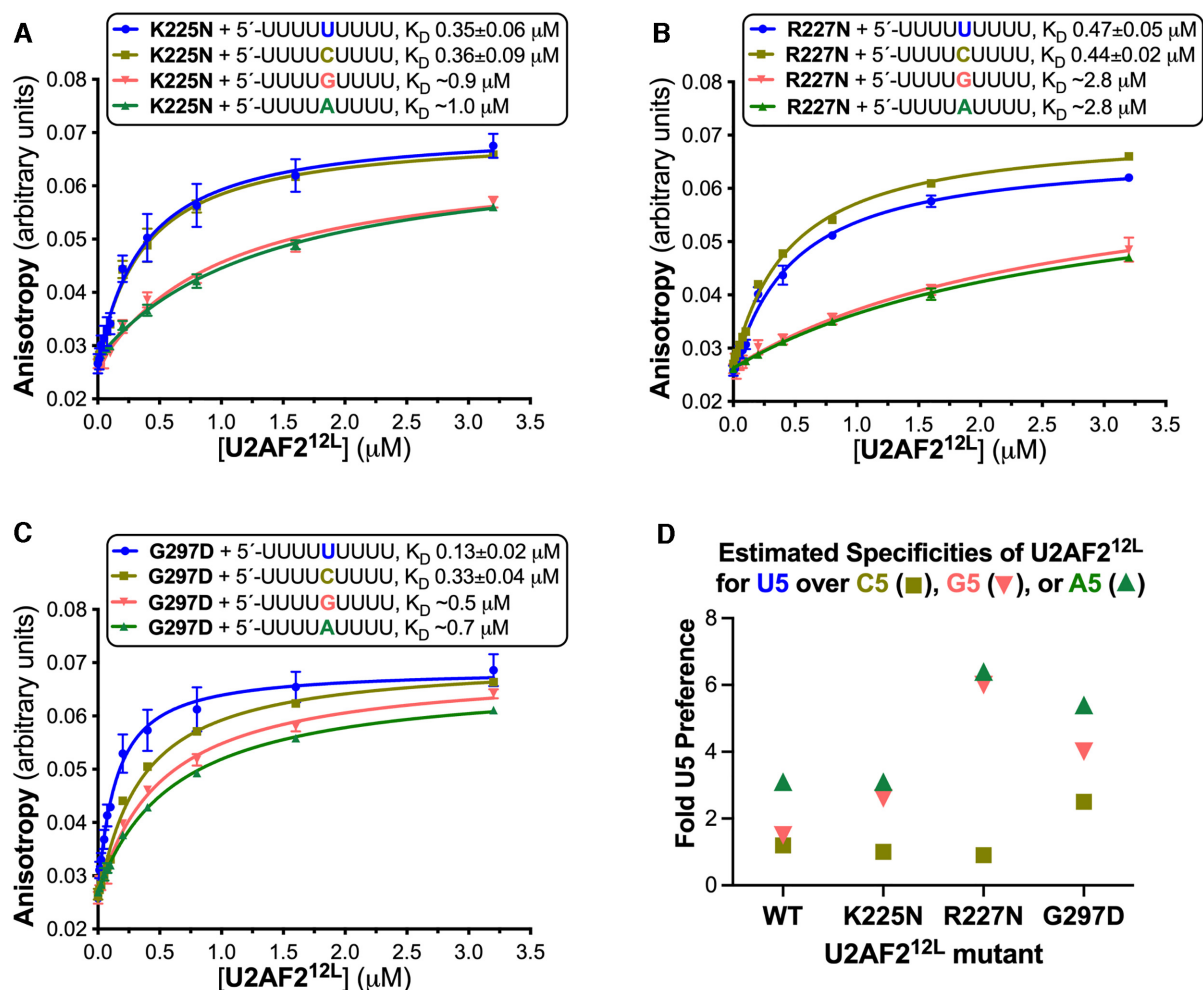 A
K225N + 5´-UUUUUUUUU, K_D 0.35±0.06 µM
K225N + 5´-UUUUCUUUU, K_D 0.36±0.09 µM
K225N + 5´-UUUUGUUUU, K_D ~0.9 µM
K225N + 5´-UUUUAUUUU, K_D ~1.0 µM
Anisotropy (arbitrary units)
0.08
0.07
0.06
0.05
0.04
0.03
0.02
0.0 0.5 1.0 1.5 2.0 2.5 3.0 3.5
[U2AF2^12L] (µM)
B
R227N + 5´-UUUUUUUUU, K_D 0.47±0.05 µM
R227N + 5´-UUUUCUUUU, K_D 0.44±0.02 µM
R227N + 5´-UUUUGUUUU, K_D ~2.8 µM
R227N + 5´-UUUUAUUUU, K_D ~2.8 µM
Anisotropy (arbitrary units)
0.08
0.07
0.06
0.05
0.04
0.03
0.02
0.0 0.5 1.0 1.5 2.0 2.5 3.0 3.5
[U2AF2^12L] (µM)
C
G297D + 5´-UUUUUUUUU, K_D 0.13±0.02 µM
G297D + 5´-UUUUCUUUU, K_D 0.33±0.04 µM
G297D + 5´-UUUUGUUUU, K_D ~0.5 µM
G297D + 5´-UUUUAUUUU, K_D ~0.7 µM
Anisotropy (arbitrary units)
0.08
0.07
0.06
0.05
0.04
0.03
0.02
0.0 0.5 1.0 1.5 2.0 2.5 3.0 3.5
[U2AF2^12L] (µM)
D
Estimated Specificities of U2AF2^12L
for U5 over C5 (■), G5 (▼), or A5 (▲)
Fold U5 Preference
8
6
4
2
0
WT K225N R227N G297D
U2AF2^12L mutant